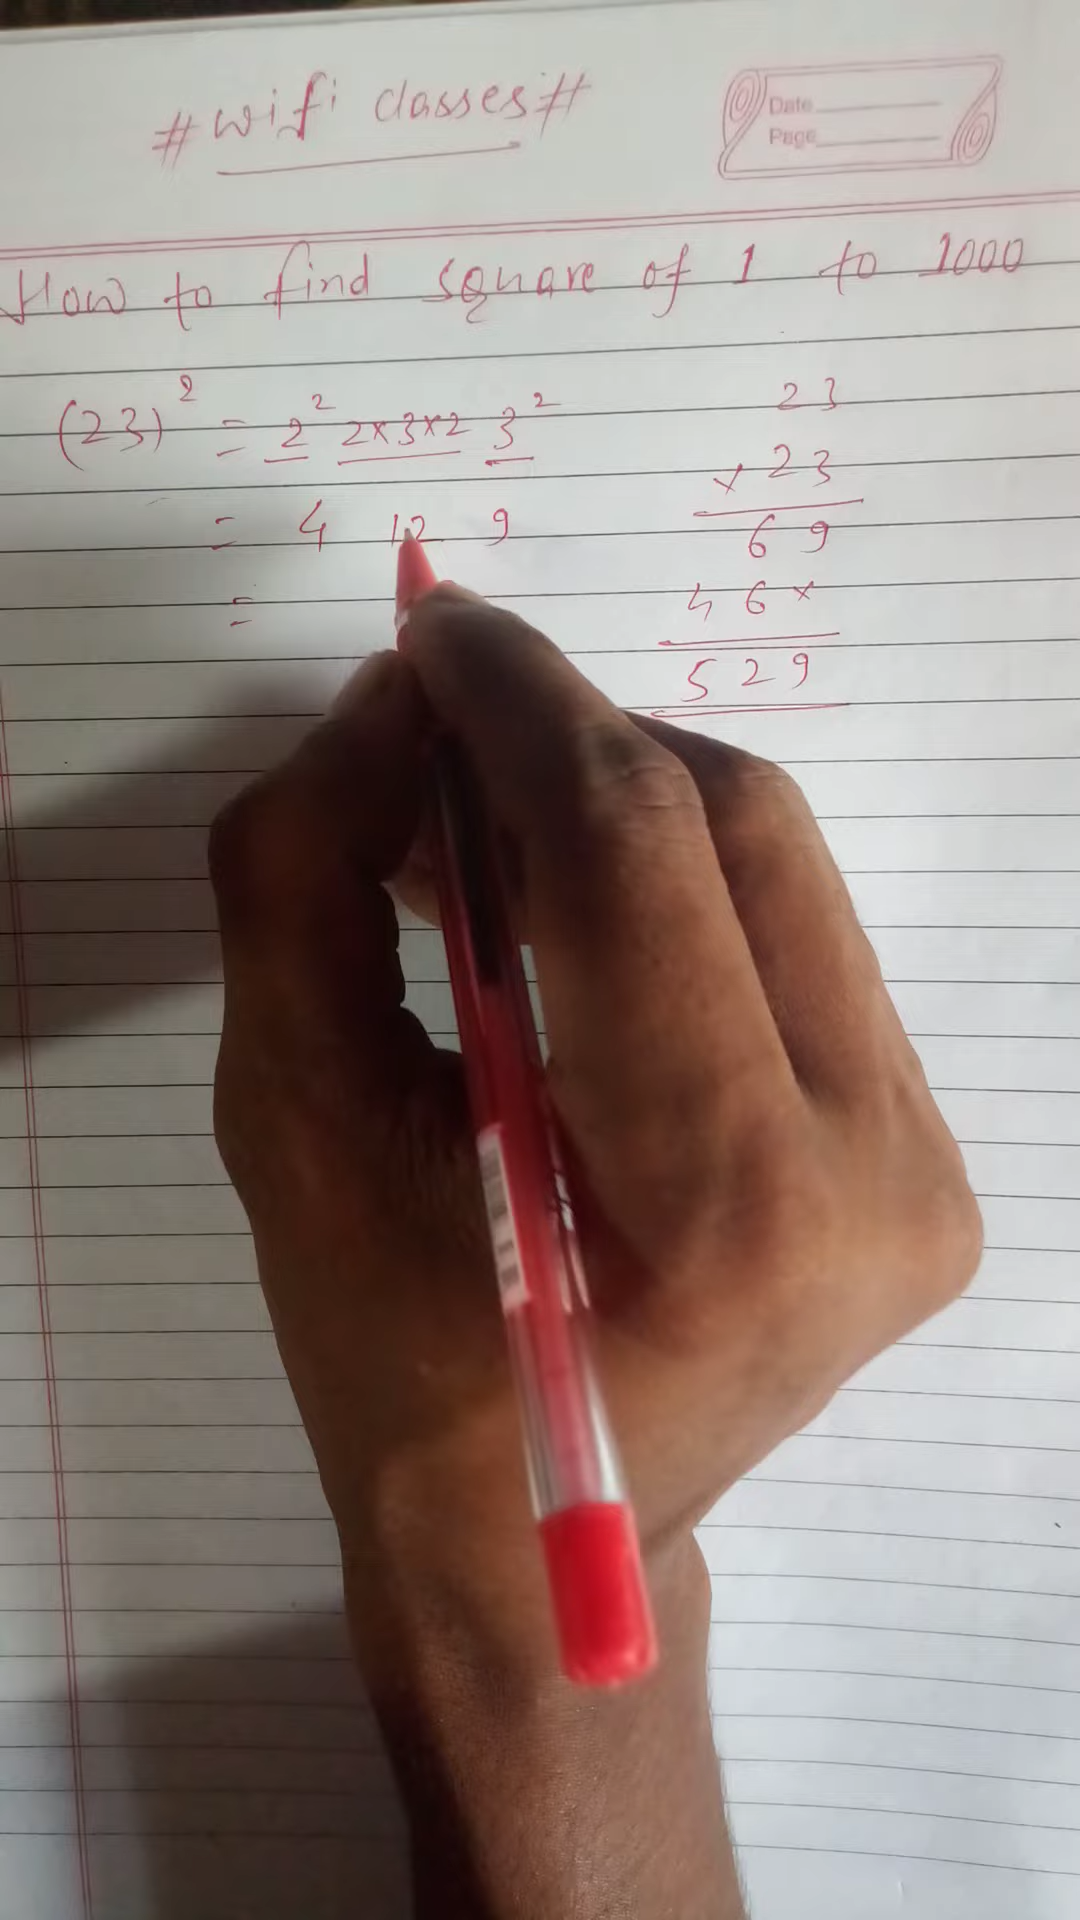 #wifi classes#
Date
Page
How to find square of 1 to 1000
(23)² = 2² 2×3×2 3²
= 4 12 9
=
23
× 23
69
46×
529